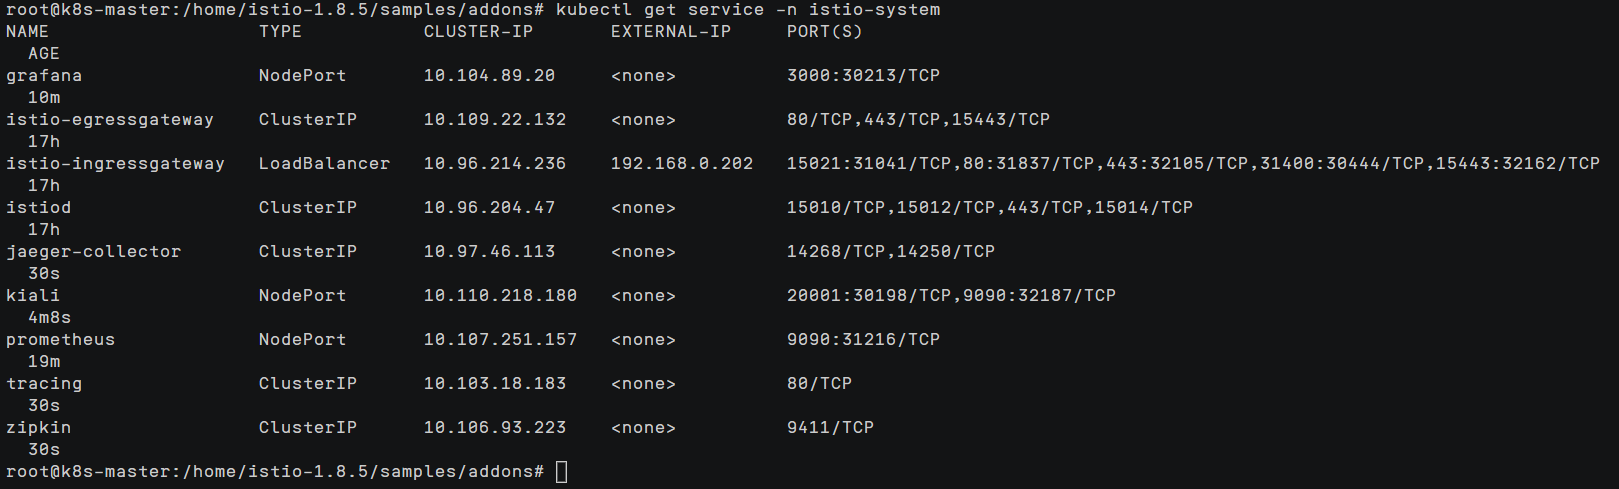 root@k8s-master:/home/istio-1.8.5/samples/addons# kubectl get service -n istio-system
NAME                   TYPE           CLUSTER-IP       EXTERNAL-IP     PORT(S)
  AGE
grafana                NodePort       10.104.89.20     <none>          3000:30213/TCP
  10m
istio-egressgateway    ClusterIP      10.109.22.132    <none>          80/TCP,443/TCP,15443/TCP
  17h
istio-ingressgateway   LoadBalancer   10.96.214.236    192.168.0.202   15021:31041/TCP,80:31837/TCP,443:32105/TCP,31400:30444/TCP,15443:32162/TCP
  17h
istiod                 ClusterIP      10.96.204.47     <none>          15010/TCP,15012/TCP,443/TCP,15014/TCP
  17h
jaeger-collector       ClusterIP      10.97.46.113     <none>          14268/TCP,14250/TCP
  30s
kiali                  NodePort       10.110.218.180   <none>          20001:30198/TCP,9090:32187/TCP
  4m8s
prometheus             NodePort       10.107.251.157   <none>          9090:31216/TCP
  19m
tracing                ClusterIP      10.103.18.183    <none>          80/TCP
  30s
zipkin                 ClusterIP      10.106.93.223    <none>          9411/TCP
  30s
root@k8s-master:/home/istio-1.8.5/samples/addons#